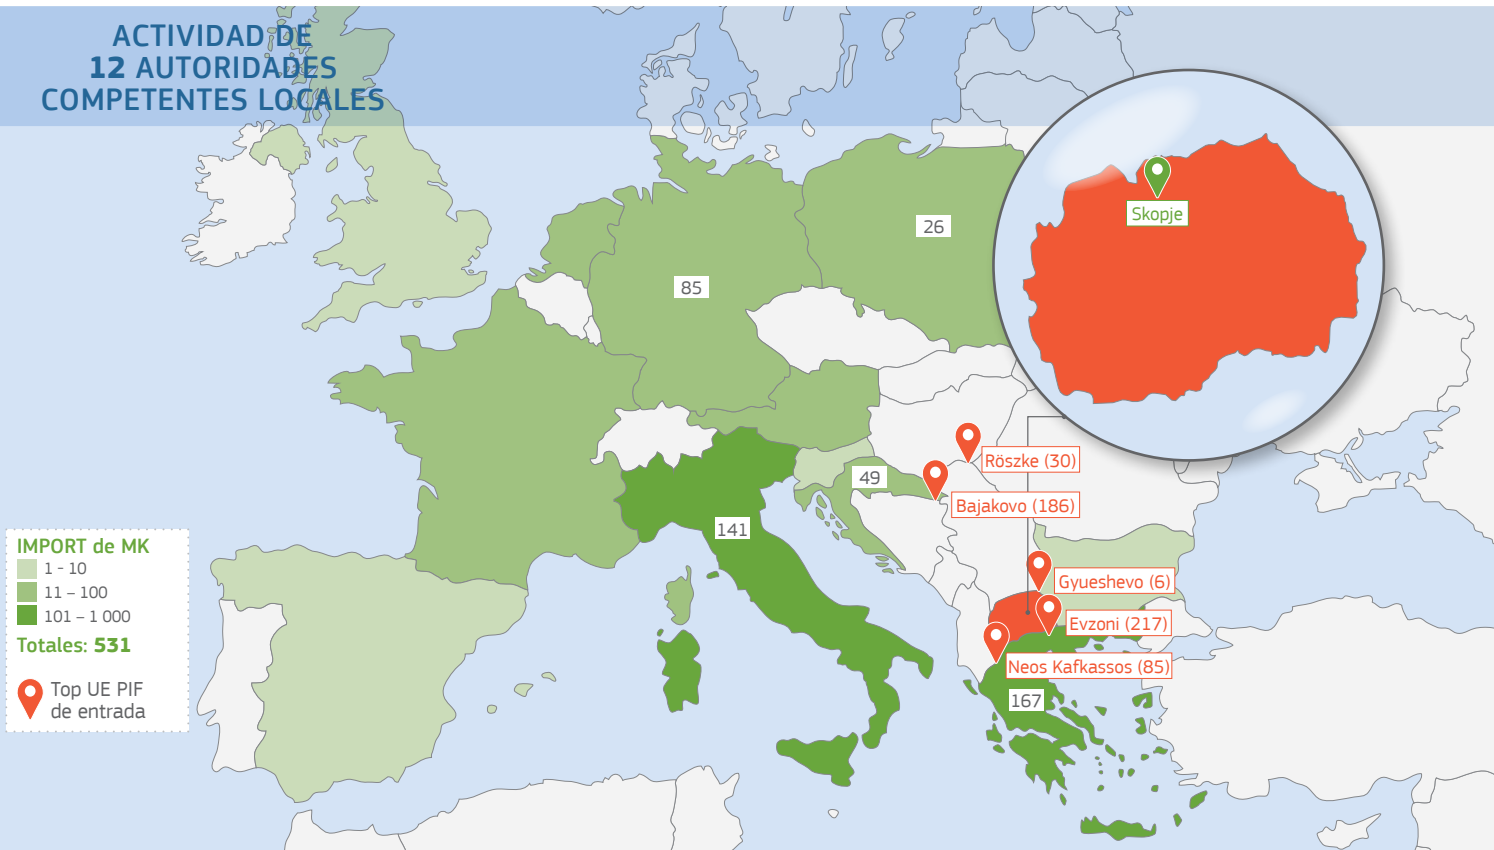 ACTIVIDAD DE
12 AUTORIDADES
COMPETENTES LOCALES
Skopje
26
85
Röszke (30)
49
Bajakovo (186)
141
Gyueshevo (6)
Evzoni (217)
Neos Kafkassos (85)
167
IMPORT de MK
1 - 10
11 – 100
101 – 1 000
Totales: 531
Top UE PIF
de entrada